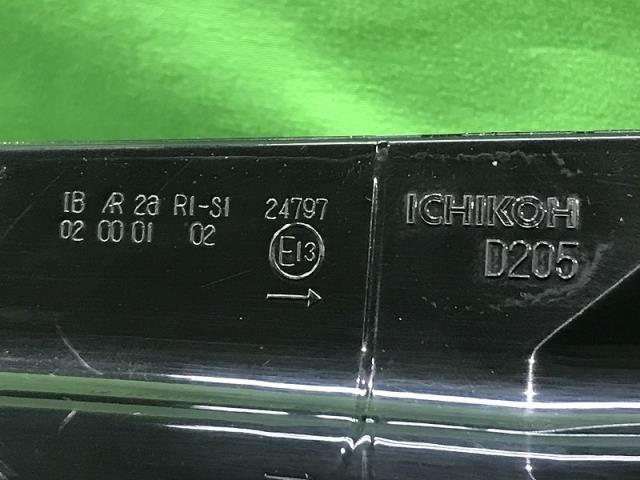 IB AR 2a R1-S1 24797
02 00 01 02
E13
ICHIKOH
D205